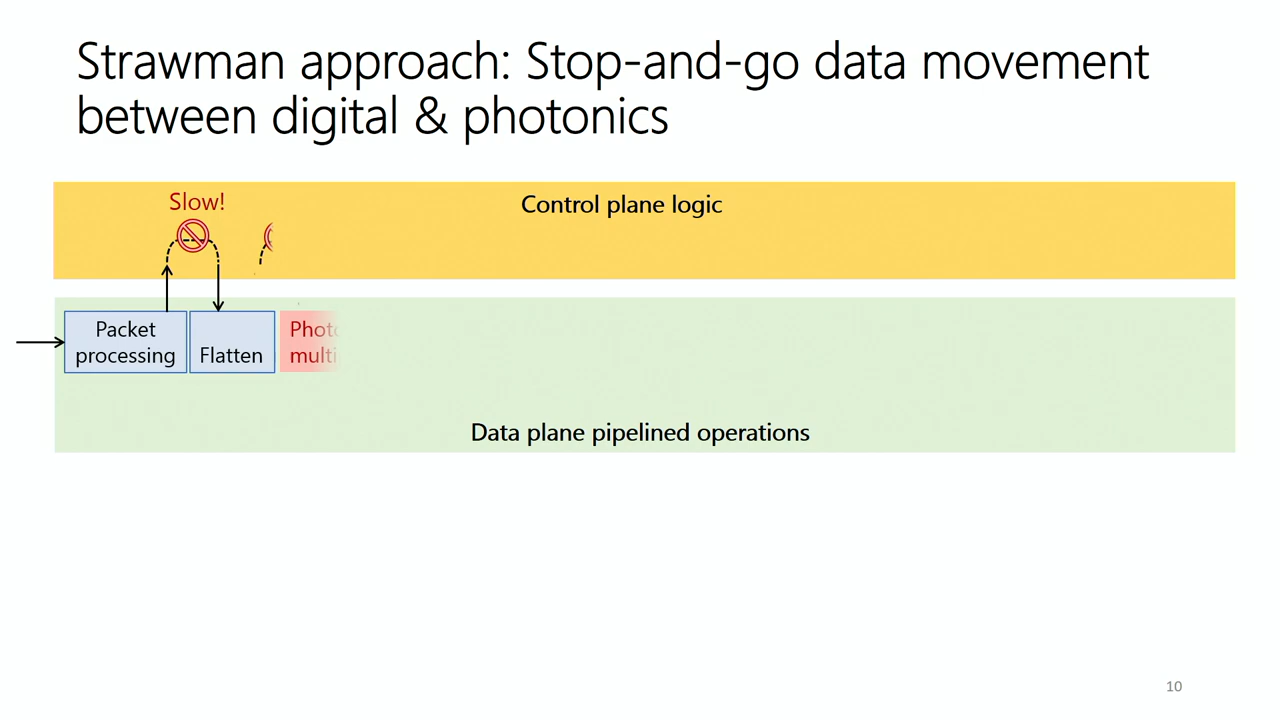 Strawman approach: Stop-and-go data movement
between digital & photonics
Slow!
Control plane logic
Packet
processing
Flatten
Data plane pipelined operations
10